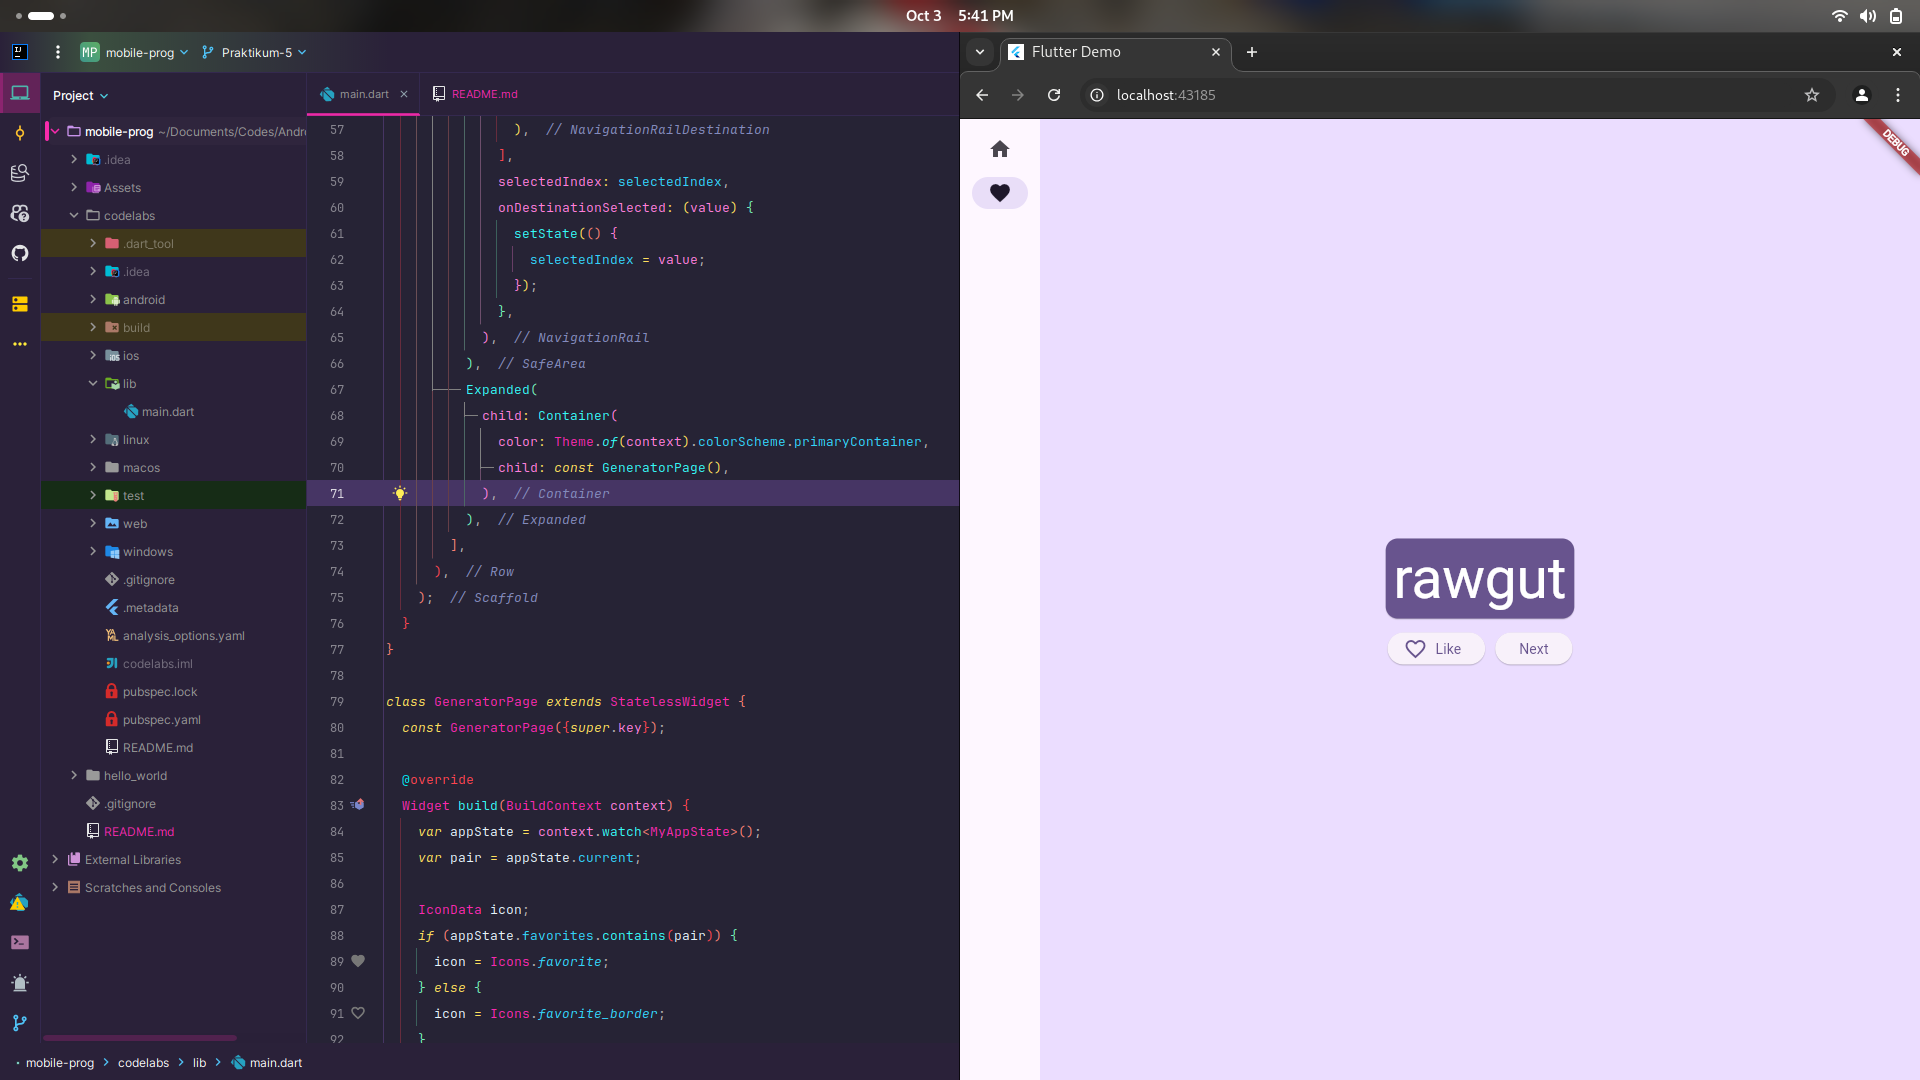 Oct 3 5:41 PM
IJ
MP mobile-prog Praktikum-5
Project
mobile-prog ~/Documents/Codes/Andr
.idea
Assets
codelabs
.dart_tool
.idea
android
build
ios
lib
main.dart
linux
macos
test
web
windows
.gitignore
.metadata
analysis_options.yaml
codelabs.iml
pubspec.lock
pubspec.yaml
README.md
hello_world
.gitignore
README.md
External Libraries
Scratches and Consoles
main.dart README.md
57 ), // NavigationRailDestination
58 ],
59 selectedIndex: selectedIndex,
60 onDestinationSelected: (value) {
61 setState(() {
62 selectedIndex = value;
63 });
64 },
65 ), // NavigationRail
66 ), // SafeArea
67 Expanded(
68 child: Container(
69 color: Theme.of(context).colorScheme.primaryContainer,
70 child: const GeneratorPage(),
71 ), // Container
72 ), // Expanded
73 ],
74 ), // Row
75 ); // Scaffold
76 }
77 }
78
79 class GeneratorPage extends StatelessWidget {
80 const GeneratorPage({super.key});
81
82 @override
83 Widget build(BuildContext context) {
84 var appState = context.watch<MyAppState>();
85 var pair = appState.current;
86
87 IconData icon;
88 if (appState.favorites.contains(pair)) {
89 icon = Icons.favorite;
90 } else {
91 icon = Icons.favorite_border;
92 }
mobile-prog codelabs lib main.dart
Flutter Demo
localhost:43185
DEBUG
rawgut
Like Next